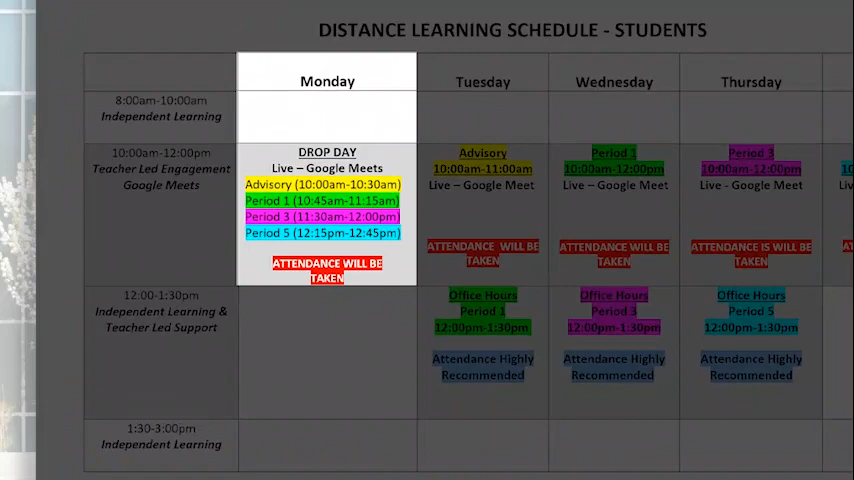 DISTANCE LEARNING SCHEDULE - STUDENTS
Monday
Tuesday
Wednesday
Thursday
8:00am-10:00am
Independent Learning
10:00am-12:00pm
Teacher Led Engagement
Google Meets
DROP DAY
Live – Google Meets
Advisory (10:00am-10:30am)
Period 1 (10:45am-11:15am)
Period 3 (11:30am-12:00pm)
Period 5 (12:15pm-12:45pm)
ATTENDANCE WILL BE
TAKEN
Advisory
10:00am-11:00am
Live – Google Meet
ATTENDANCE WILL BE
TAKEN
Period 1
10:00am-12:00pm
Live – Google Meet
ATTENDANCE WILL BE
TAKEN
Period 3
10:00am-12:00pm
Live - Google Meet
ATTENDANCE IS WILL BE
TAKEN
12:00-1:30pm
Independent Learning &
Teacher Led Support
Office Hours
Period 1
12:00pm-1:30pm
Attendance Highly
Recommended
Office Hours
Period 3
12:00pm-1:30pm
Attendance Highly
Recommended
Office Hours
Period 5
12:00pm-1:30pm
Attendance Highly
Recommended
1:30-3:00pm
Independent Learning